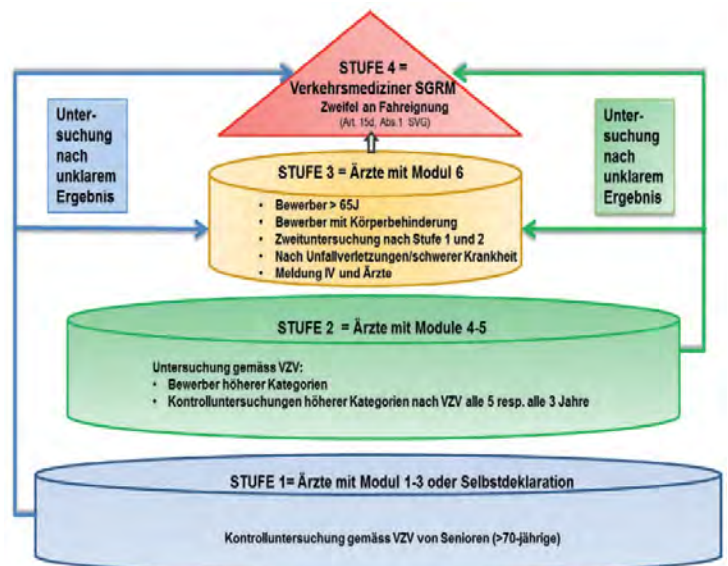 STUFE 4 =
Verkehrsmediziner SGRM
Zweifel an Fahreignung
(Art. 15d, Abs.1 SVG)
Unter-
suchung
nach
unklarem
Ergebnis
Unter-
suchung
nach
unklarem
Ergebnis
STUFE 3 = Ärzte mit Modul 6
• Bewerber > 65J
• Bewerber mit Körperbehinderung
• Zweituntersuchung nach Stufe 1 und 2
• Nach Unfallverletzungen/schwerer Krankheit
• Meldung IV und Ärzte
STUFE 2 = Ärzte mit Module 4-5
Untersuchung gemäss VZV:
• Bewerber höherer Kategorien
• Kontrolluntersuchungen höherer Kategorien nach VZV alle 5 resp. alle 3 Jahre
STUFE 1= Ärzte mit Modul 1-3 oder Selbstdeklaration
Kontrolluntersuchung gemäss VZV von Senioren (>70-jährige)